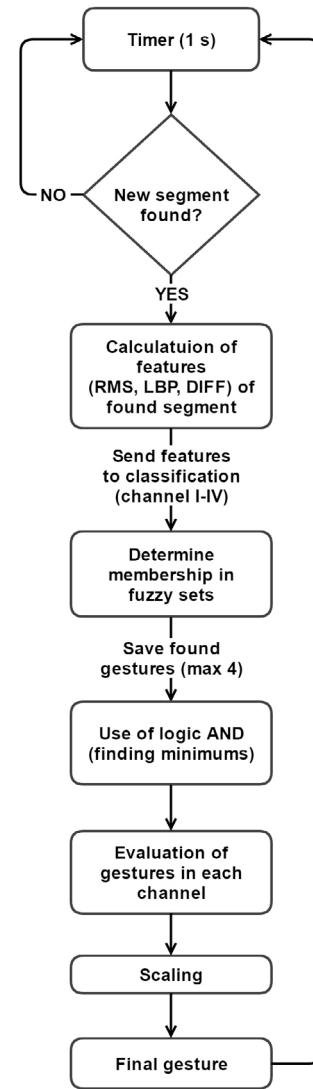 Timer (1 s)
New segment
found?
NO
YES
Calculatuion of
features
(RMS, LBP, DIFF) of
found segment
Send features
to classification
(channel I-IV)
Determine
membership in
fuzzy sets
Save found
gestures (max 4)
Use of logic AND
(finding minimums)
Evaluation of
gestures in each
channel
Scaling
Final gesture